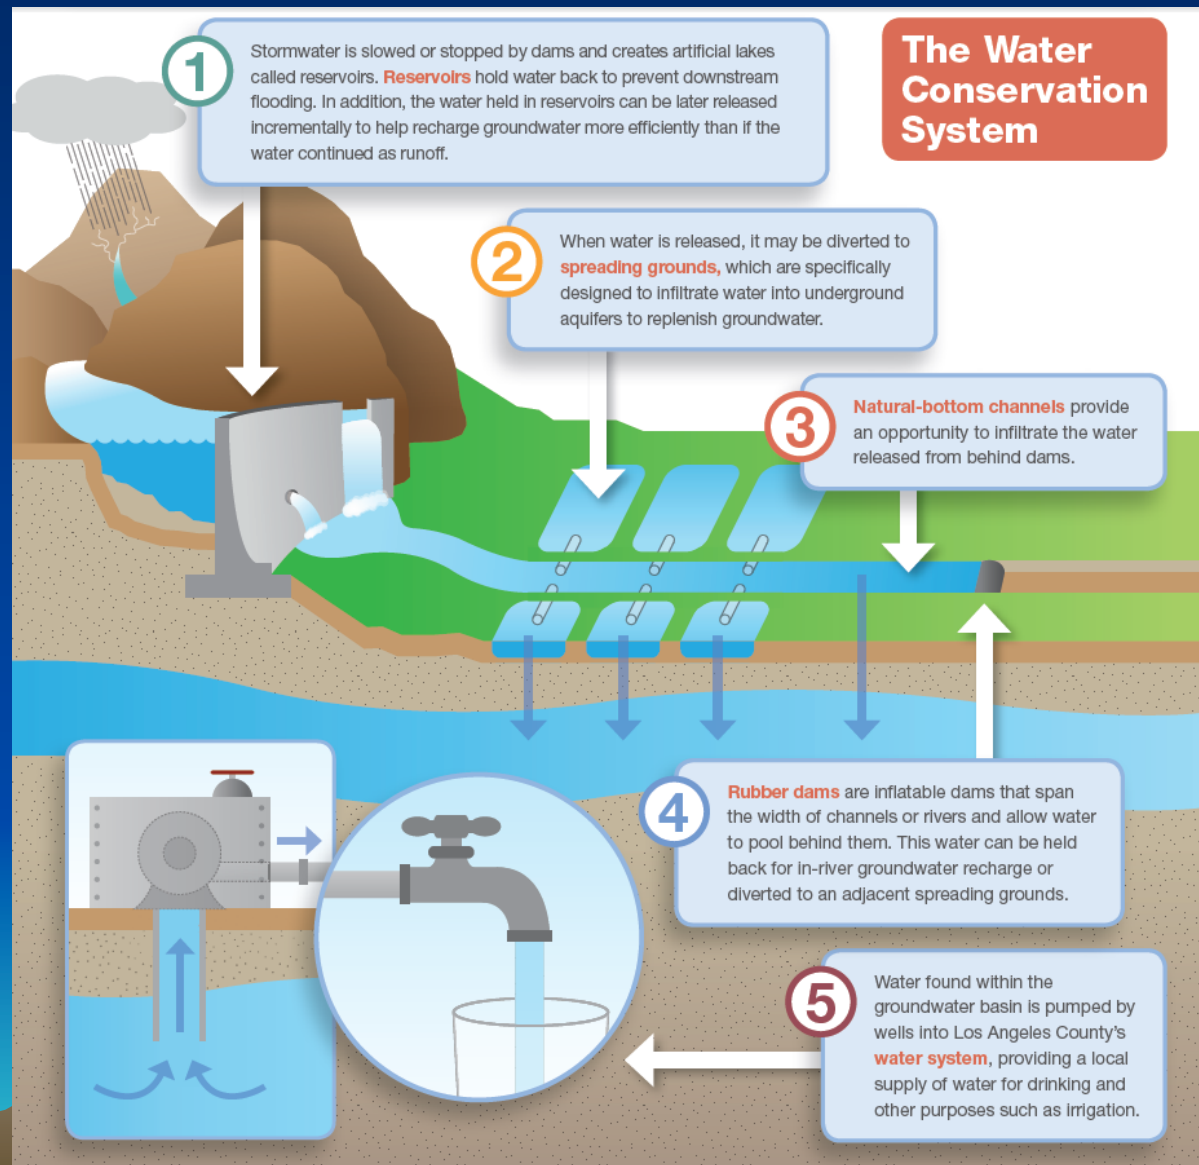 The Water
Conservation
System
1
Stormwater is slowed or stopped by dams and creates artificial lakes
called reservoirs. Reservoirs hold water back to prevent downstream
flooding. In addition, the water held in reservoirs can be later released
incrementally to help recharge groundwater more efficiently than if the
water continued as runoff.
2
When water is released, it may be diverted to
spreading grounds, which are specifically
designed to infiltrate water into underground
aquifers to replenish groundwater.
3
Natural-bottom channels provide
an opportunity to infiltrate the water
released from behind dams.
4
Rubber dams are inflatable dams that span
the width of channels or rivers and allow water
to pool behind them. This water can be held
back for in-river groundwater recharge or
diverted to an adjacent spreading grounds.
5
Water found within the
groundwater basin is pumped by
wells into Los Angeles County's
water system, providing a local
supply of water for drinking and
other purposes such as irrigation.